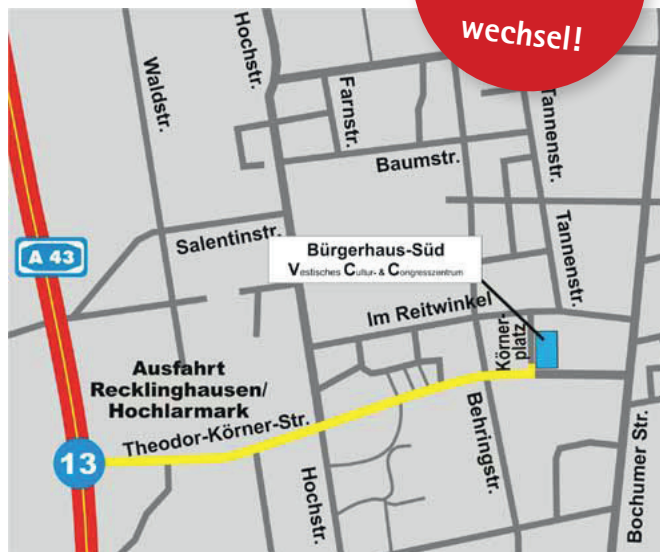 wechsel!
Hochstr.
Waldstr.
Farnstr.
Tannenstr.
Baumstr.
Salentinstr.
A 43
Bürgerhaus-Süd
Vestisches Cultur- & Congresszentrum
Tannenstr.
Im Reitwinkel
Körner-
platz
Ausfahrt
Recklinghausen/
Hochlarmark
Theodor-Körner-Str.
13
Hochstr.
Behringstr.
Bochumer Str.